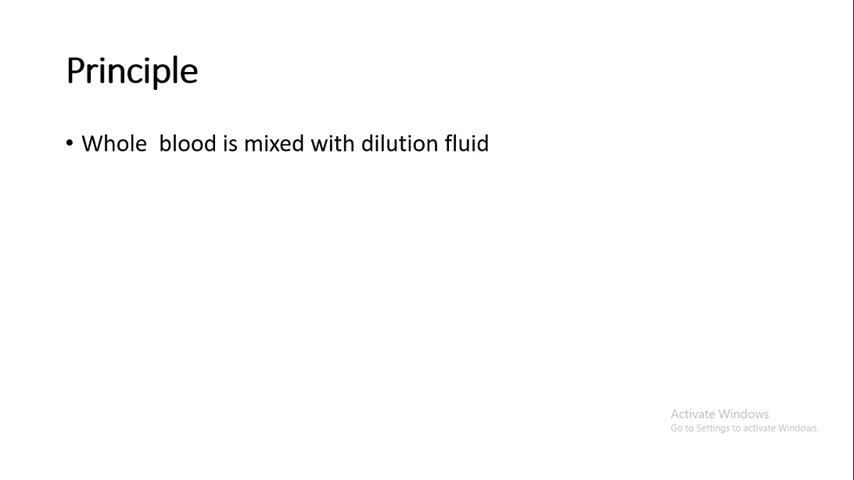 Principle
• Whole  blood is mixed with dilution fluid
Activate Windows
Go to Settings to activate Windows.